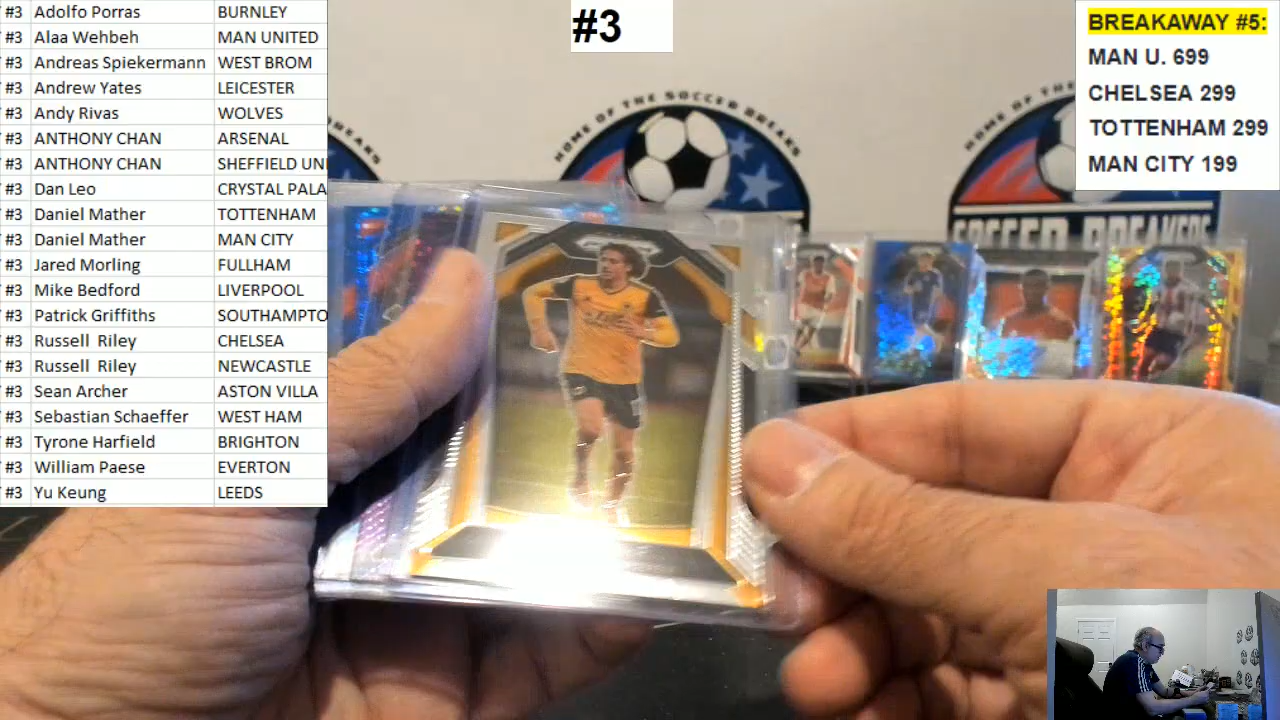 #3 Adolfo Porras BURNLEY
#3 Alaa Wehbeh MAN UNITED
#3 Andreas Spiekermann WEST BROM
#3 Andrew Yates LEICESTER
#3 Andy Rivas WOLVES
#3 ANTHONY CHAN ARSENAL
#3 ANTHONY CHAN SHEFFIELD UNI
#3 Dan Leo CRYSTAL PALA
#3 Daniel Mather TOTTENHAM
#3 Daniel Mather MAN CITY
#3 Jared Morling FULLHAM
#3 Mike Bedford LIVERPOOL
#3 Patrick Griffiths SOUTHAMPTO
#3 Russell Riley CHELSEA
#3 Russell Riley NEWCASTLE
#3 Sean Archer ASTON VILLA
#3 Sebastian Schaeffer WEST HAM
#3 Tyrone Harfield BRIGHTON
#3 William Paese EVERTON
#3 Yu Keung LEEDS
#3
BREAKAWAY #5:
MAN U. 699
CHELSEA 299
TOTTENHAM 299
MAN CITY 199
HOME OF THE SOCCER BREAKS
HOME OF THE
SOCCER BREAKERS